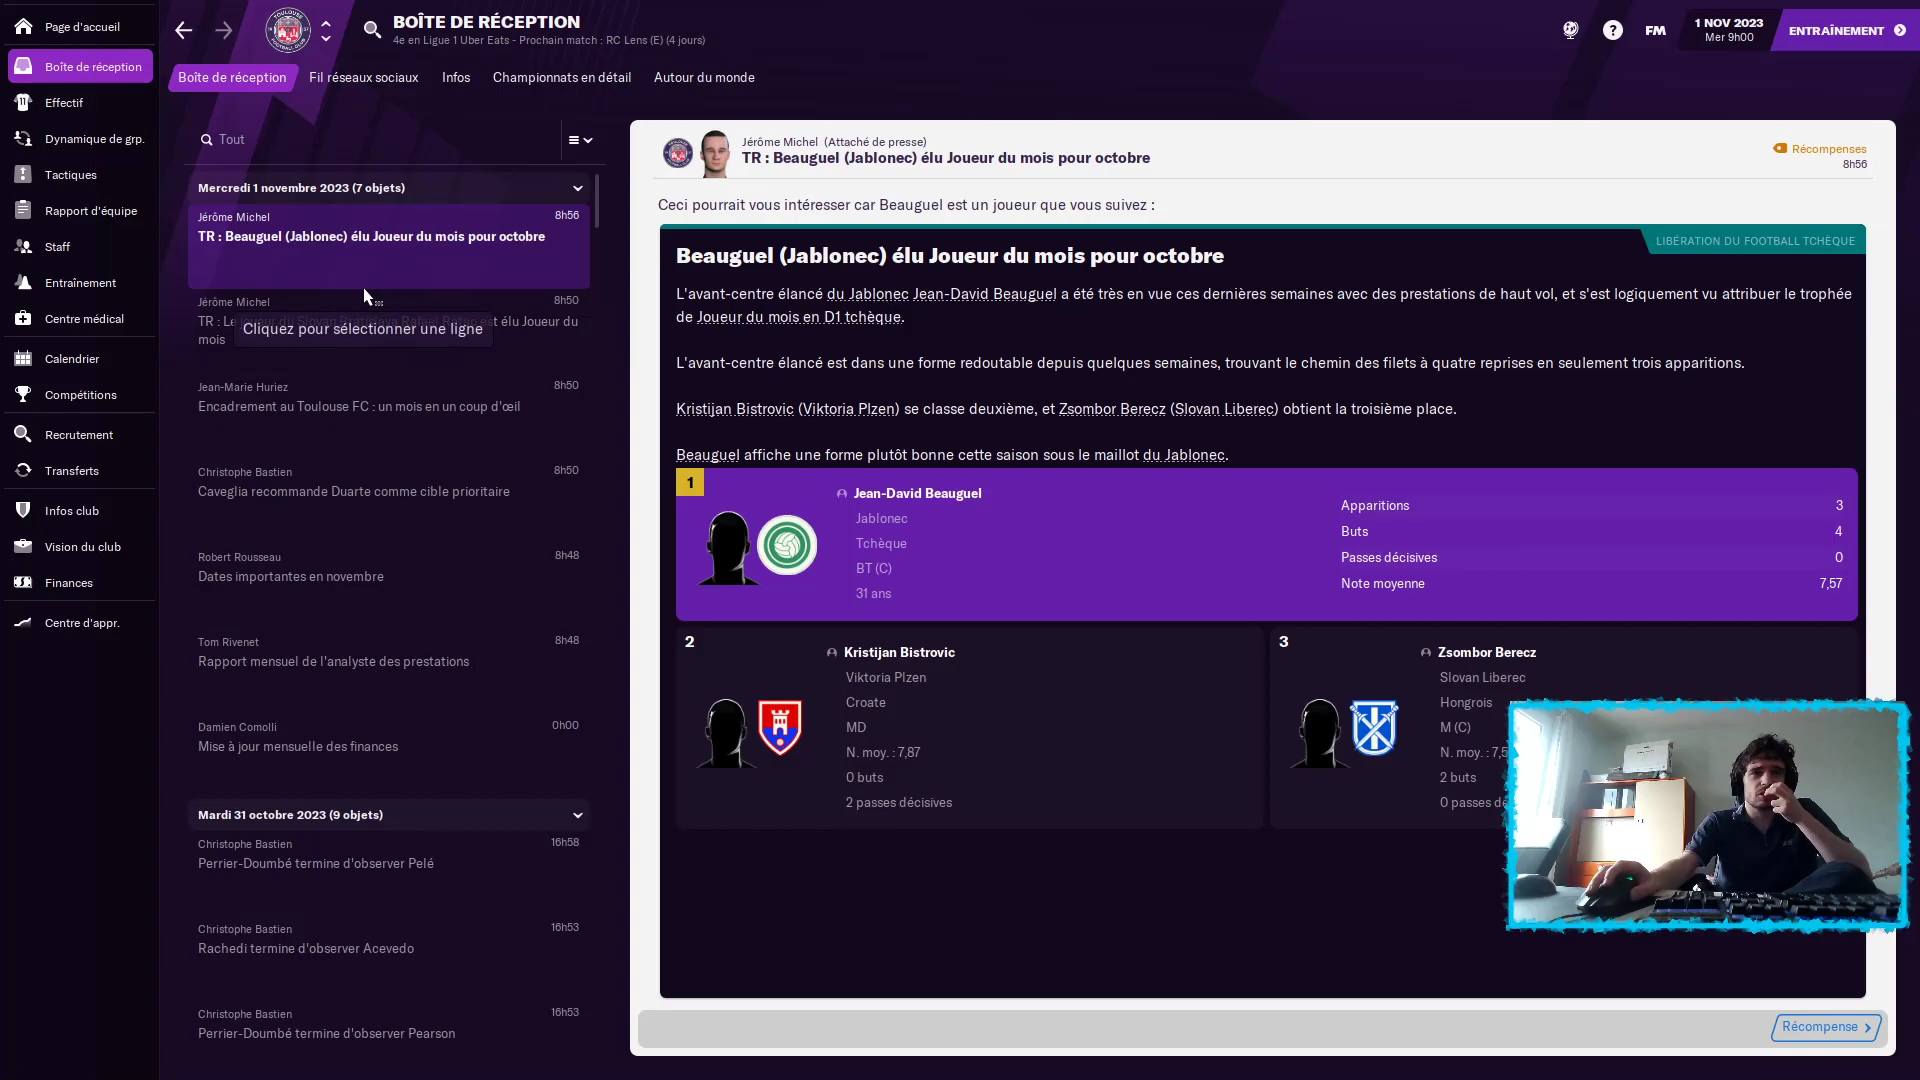 Page d'accueil
Boîte de réception
Effectif
Dynamique de grp.
Tactiques
Rapport d'équipe
Staff
Entraînement
Centre médical
Calendrier
Compétitions
Recrutement
Transferts
Infos club
Vision du club
Finances
Centre d'appr.
BOÎTE DE RÉCEPTION
4e en Ligue 1 Uber Eats - Prochain match : RC Lens (E) (4 jours)
FM
1 NOV 2023
Mer 9h00
ENTRAÎNEMENT
Boîte de réception
Fil réseaux sociaux
Infos
Championnats en détail
Autour du monde
Tout
Mercredi 1 novembre 2023 (7 objets)
Jérôme Michel 8h56
TR : Beauguel (Jablonec) élu Joueur du mois pour octobre
Jérôme Michel 8h50
TR : Le est élu Joueur du
mois
Cliquez pour sélectionner une ligne
Jean-Marie Huriez 8h50
Encadrement au Toulouse FC : un mois en un coup d'œil
Christophe Bastien 8h50
Caveglia recommande Duarte comme cible prioritaire
Robert Rousseau 8h48
Dates importantes en novembre
Tom Rivenet 8h48
Rapport mensuel de l'analyste des prestations
Damien Comolli 0h00
Mise à jour mensuelle des finances
Mardi 31 octobre 2023 (9 objets)
Christophe Bastien 16h58
Perrier-Doumbé termine d'observer Pelé
Christophe Bastien 16h53
Rachedi termine d'observer Acevedo
Christophe Bastien 16h53
Perrier-Doumbé termine d'observer Pearson
Jérôme Michel (Attaché de presse)
TR : Beauguel (Jablonec) élu Joueur du mois pour octobre
Récompenses
8h56
Ceci pourrait vous intéresser car Beauguel est un joueur que vous suivez :
LIBÉRATION DU FOOTBALL TCHÈQUE
Beauguel (Jablonec) élu Joueur du mois pour octobre
L'avant-centre élancé du Jablonec Jean-David Beauguel a été très en vue ces dernières semaines avec des prestations de haut vol, et s'est logiquement vu attribuer le trophée
de Joueur du mois en D1 tchèque.
L'avant-centre élancé est dans une forme redoutable depuis quelques semaines, trouvant le chemin des filets à quatre reprises en seulement trois apparitions.
Kristijan Bistrovic (Viktoria Plzen) se classe deuxième, et Zsombor Berecz (Slovan Liberec) obtient la troisième place.
Beauguel affiche une forme plutôt bonne cette saison sous le maillot du Jablonec.
1
Jean-David Beauguel
Jablonec
Tchèque
BT (C)
31 ans
Apparitions 3
Buts 4
Passes décisives 0
Note moyenne 7,57
2
Kristijan Bistrovic
Viktoria Plzen
Croate
MD
N. moy. : 7,87
0 buts
2 passes décisives
3
Zsombor Berecz
Slovan Liberec
Hongrois
M (C)
N. moy. : 7,5
2 buts
0 passes dé
Récompense